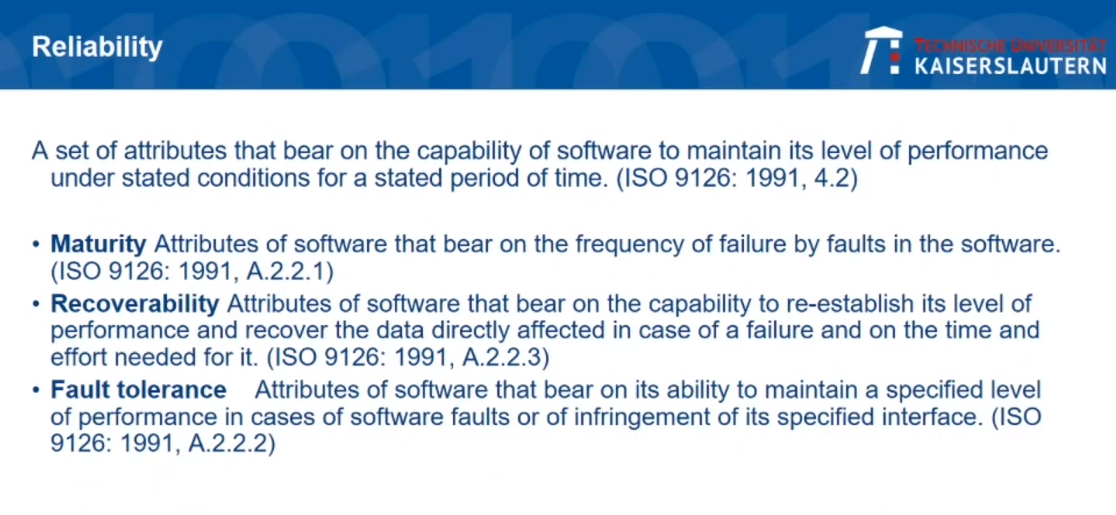 Reliability
TECHNISCHE UNIVERSITÄT
KAISERSLAUTERN
A set of attributes that bear on the capability of software to maintain its level of performance
under stated conditions for a stated period of time. (ISO 9126: 1991, 4.2)
• Maturity Attributes of software that bear on the frequency of failure by faults in the software.
(ISO 9126: 1991, A.2.2.1)
• Recoverability Attributes of software that bear on the capability to re-establish its level of
performance and recover the data directly affected in case of a failure and on the time and
effort needed for it. (ISO 9126: 1991, A.2.2.3)
• Fault tolerance Attributes of software that bear on its ability to maintain a specified level
of performance in cases of software faults or of infringement of its specified interface. (ISO
9126: 1991, A.2.2.2)